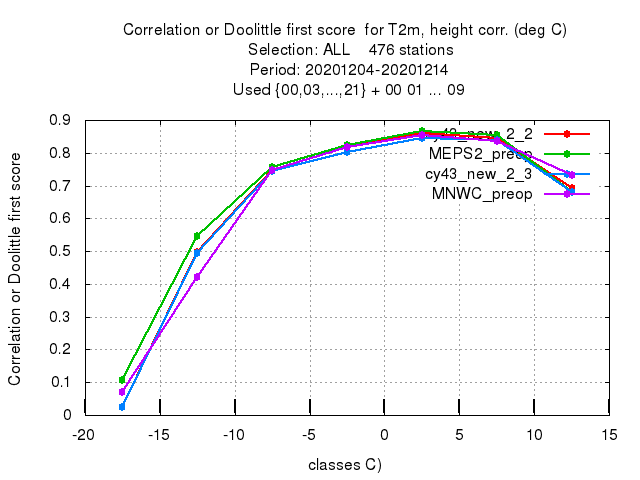 Correlation or Doolittle first score for T2m, height corr. (deg C)
Selection: ALL 476 stations
Period: 20201204-20201214
Used {00,03,...,21} + 00 01 ... 09
Correlation or Doolittle first score
0.9
0.8
0.7
0.6
0.5
0.4
0.3
0.2
0.1
0
-20 -15 -10 -5 0 5 10 15
classes C)
MEPS2_preop
cy43_new_2_3
MNWC_preop